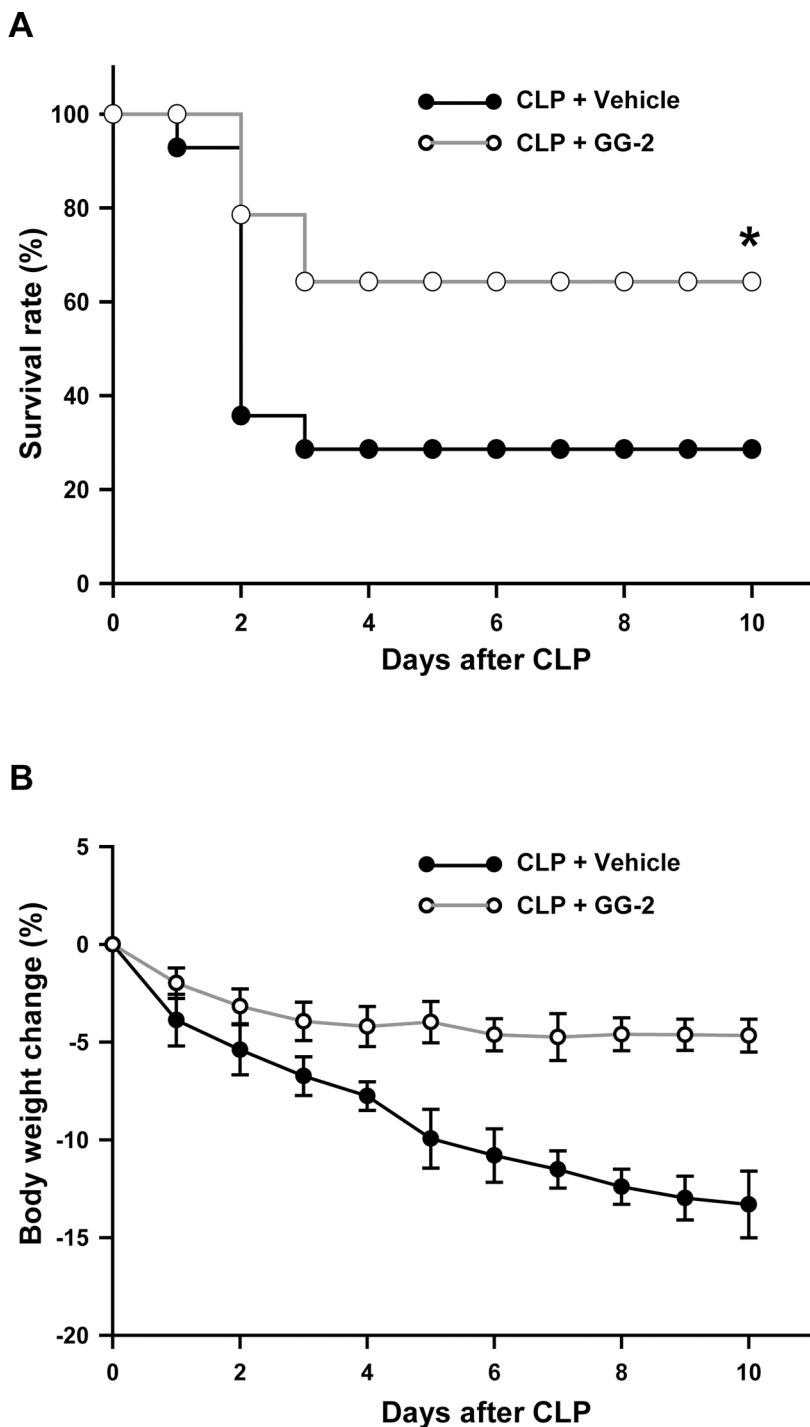 A
CLP + Vehicle
CLP + GG-2
100
80
60
40
20
0
*
Survival rate (%)
0 2 4 6 8 10
Days after CLP
B
CLP + Vehicle
CLP + GG-2
5
0
-5
-10
-15
-20
Body weight change (%)
0 2 4 6 8 10
Days after CLP